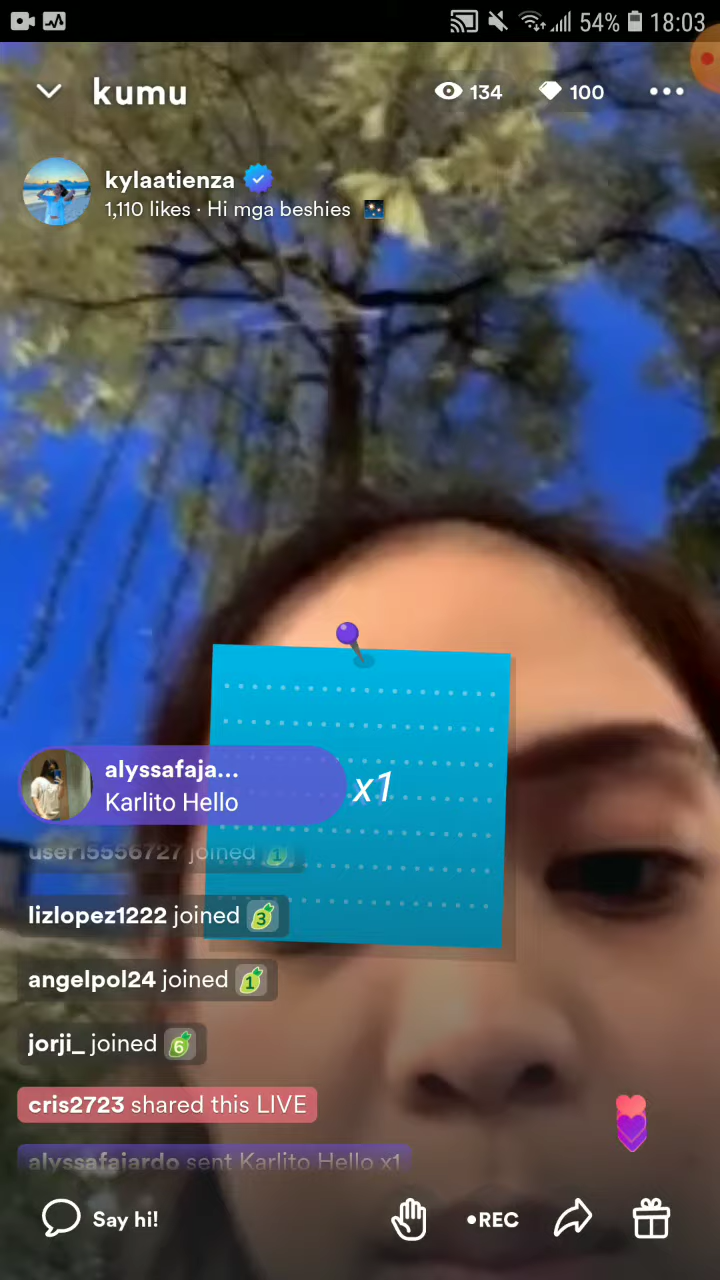 54% 18:03
kumu 134 100
kylaatienza
1,110 likes · Hi mga beshies
alyssafaja...
Karlito Hello
x1
user15556727 joined 1
lizlopez1222 joined 3
angelpol24 joined 1
jorji_ joined 6
cris2723 shared this LIVE
alyssafajardo sent Karlito Hello x1
Say hi! •REC